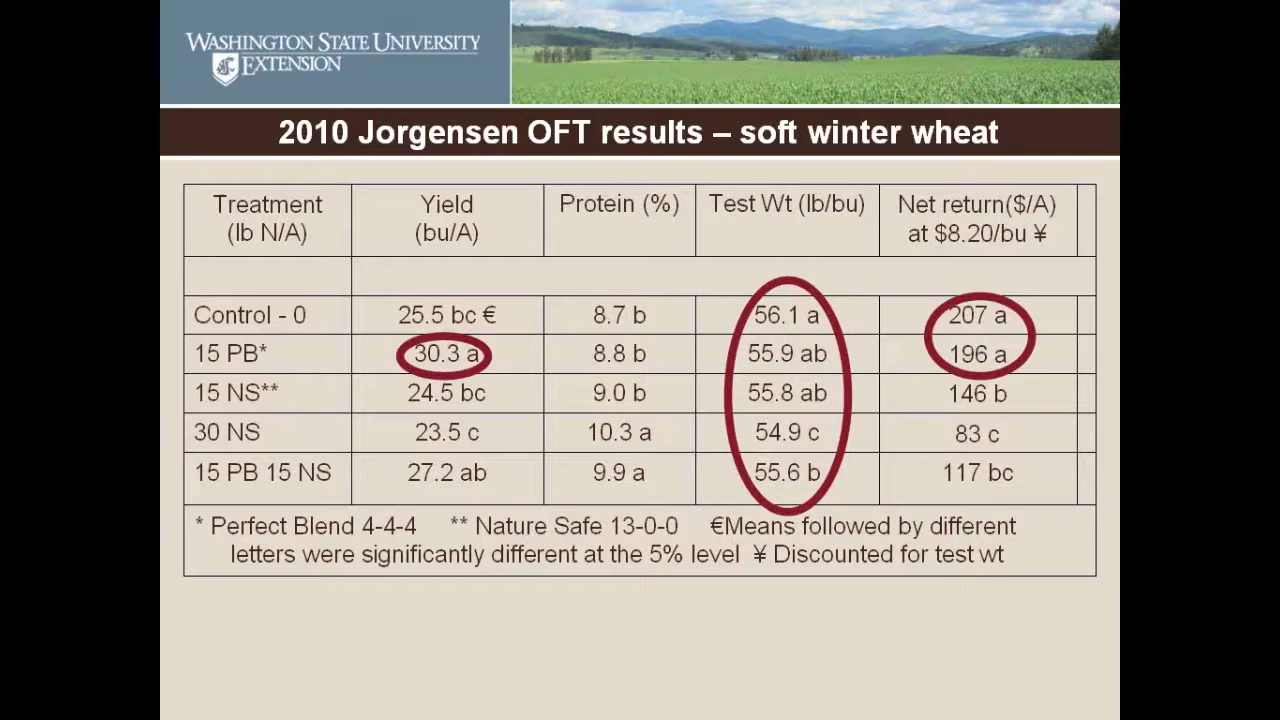 WASHINGTON STATE UNIVERSITY
EXTENSION
2010 Jorgensen OFT results – soft winter wheat
Treatment (lb N/A) Yield (bu/A) Protein (%) Test Wt (lb/bu) Net return($/A) at $8.20/bu ¥
Control - 0 25.5 bc € 8.7 b 56.1 a 207 a
15 PB* 30.3 a 8.8 b 55.9 ab 196 a
15 NS** 24.5 bc 9.0 b 55.8 ab 146 b
30 NS 23.5 c 10.3 a 54.9 c 83 c
15 PB 15 NS 27.2 ab 9.9 a 55.6 b 117 bc
* Perfect Blend 4-4-4 ** Nature Safe 13-0-0 €Means followed by different
letters were significantly different at the 5% level ¥ Discounted for test wt